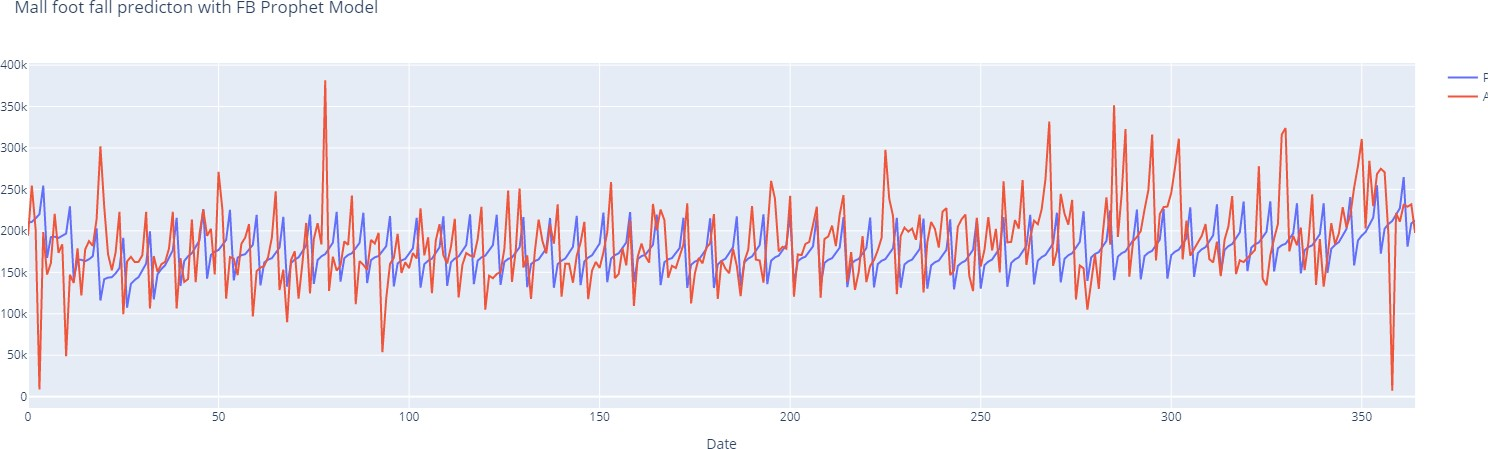 Mall foot fall predicton with FB Prophet Model
400k
350k
300k
250k
200k
150k
100k
50k
0
0 50 100 150 200 250 300 350
Date
P
A